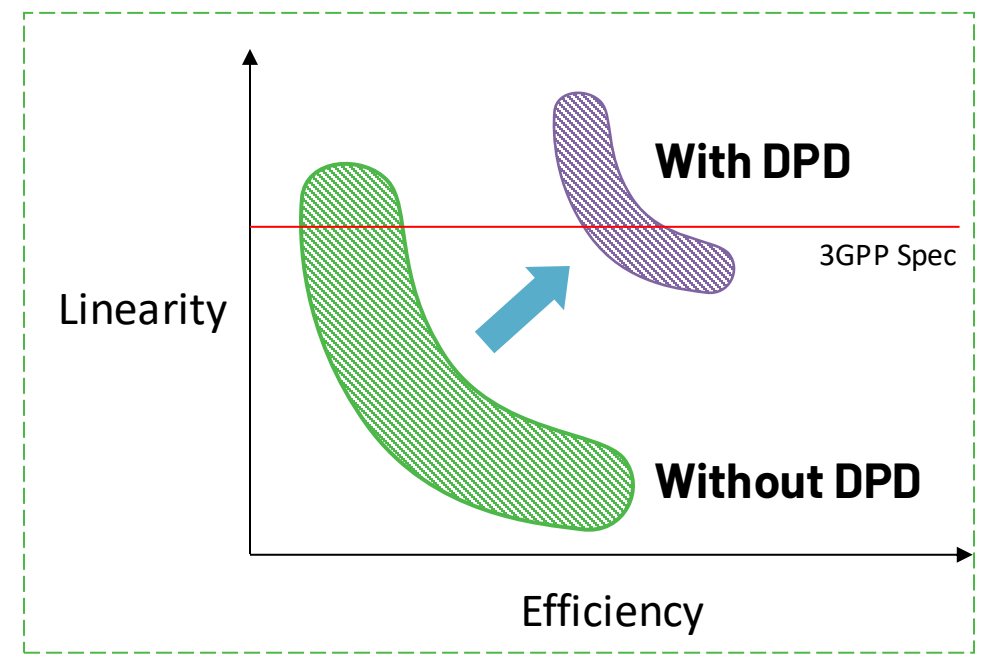 With DPD
3GPP Spec
Linearity
Without DPD
Efficiency